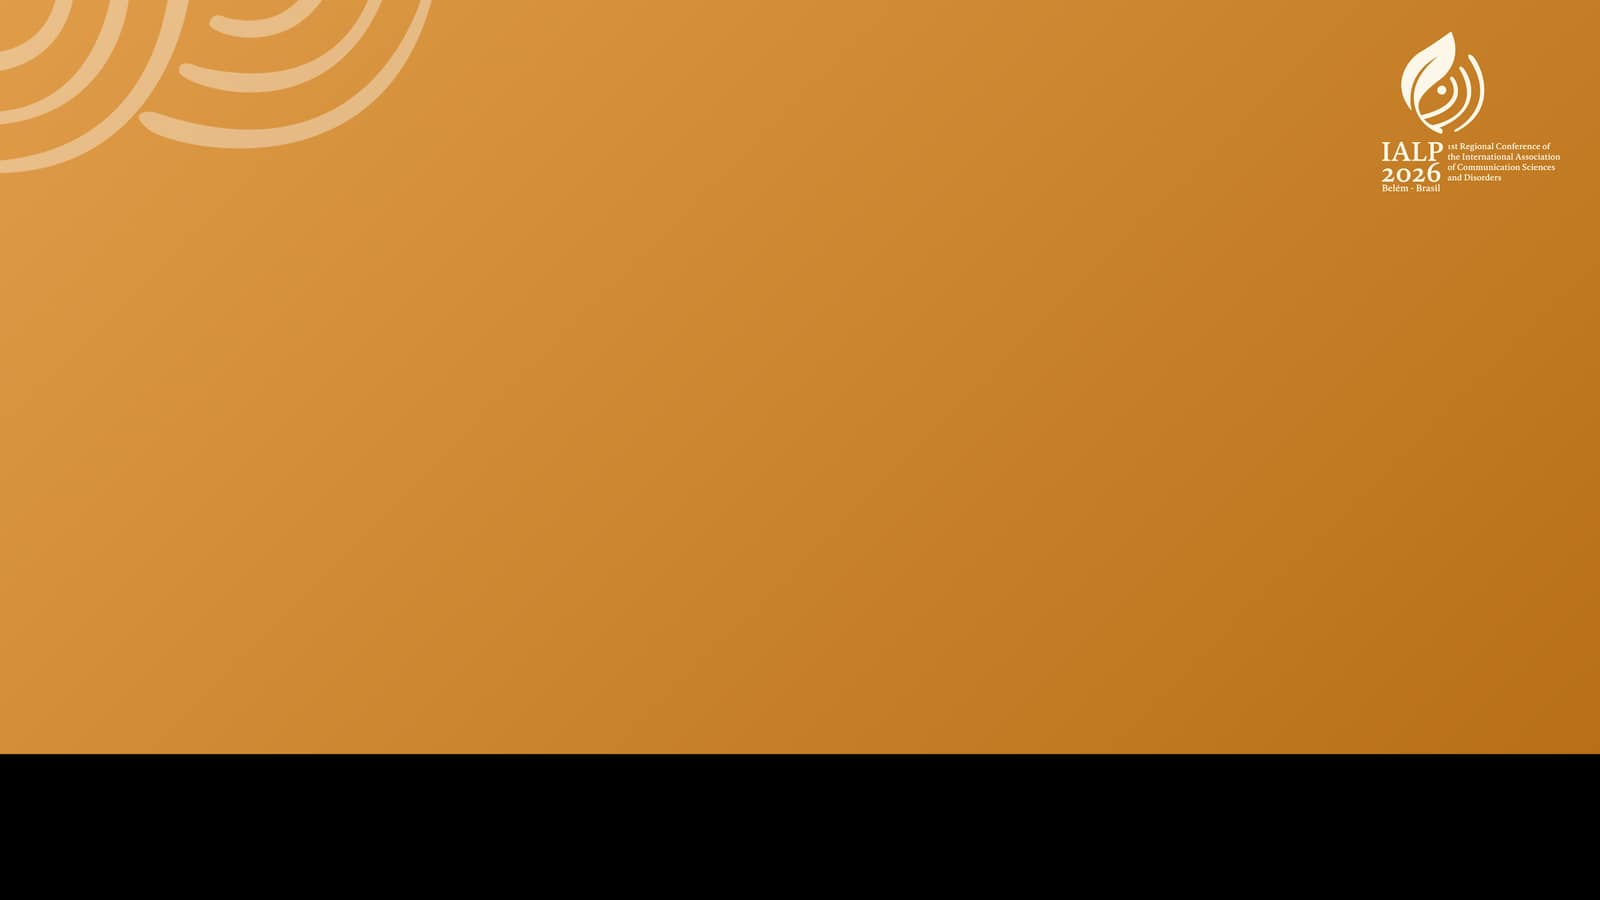 IALP
2026
Belém - Brasil
1st Regional Conference of
the International Association
of Communication Sciences
and Disorders